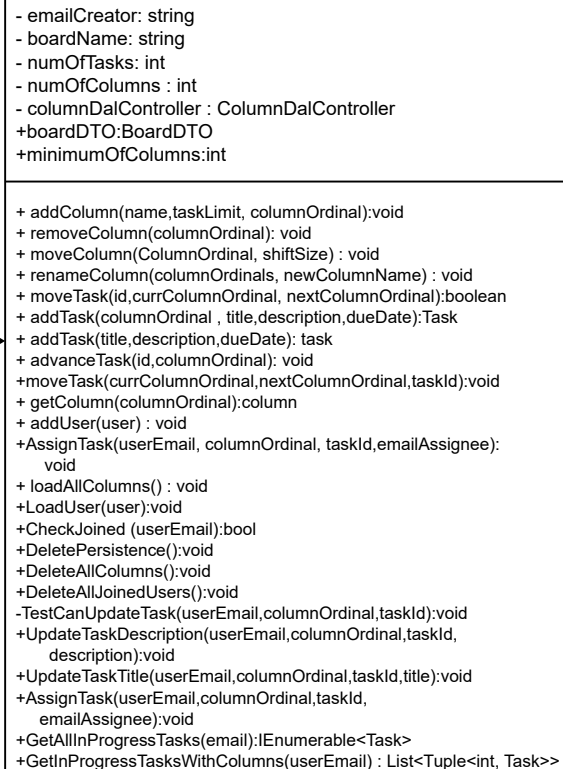 - emailCreator: string
- boardName: string
- numOfTasks: int
- numOfColumns : int
- columnDalController : ColumnDalController
+boardDTO:BoardDTO
+minimumOfColumns:int
+ addColumn(name,taskLimit, columnOrdinal):void
+ removeColumn(columnOrdinal): void
+ moveColumn(ColumnOrdinal, shiftSize) : void
+ renameColumn(columnOrdinals, newColumnName) : void
+ moveTask(id,currColumnOrdinal, nextColumnOrdinal):boolean
+ addTask(columnOrdinal , title,description,dueDate):Task
+ addTask(title,description,dueDate): task
+ advanceTask(id,columnOrdinal): void
+moveTask(currColumnOrdinal,nextColumnOrdinal,taskId):void
+ getColumn(columnOrdinal):column
+ addUser(user) : void
+AssignTask(userEmail, columnOrdinal, taskId,emailAssignee):
void
+ loadAllColumns() : void
+LoadUser(user):void
+CheckJoined (userEmail):bool
+DeletePersistence():void
+DeleteAllColumns():void
+DeleteAllJoinedUsers():void
-TestCanUpdateTask(userEmail,columnOrdinal,taskId):void
+UpdateTaskDescription(userEmail,columnOrdinal,taskId,
description):void
+UpdateTaskTitle(userEmail,columnOrdinal,taskId,title):void
+AssignTask(userEmail,columnOrdinal,taskId,
emailAssignee):void
+GetAllInProgressTasks(email):IEnumerable<Task>
+GetInProgressTasksWithColumns(userEmail) : List<Tuple<int, Task>>